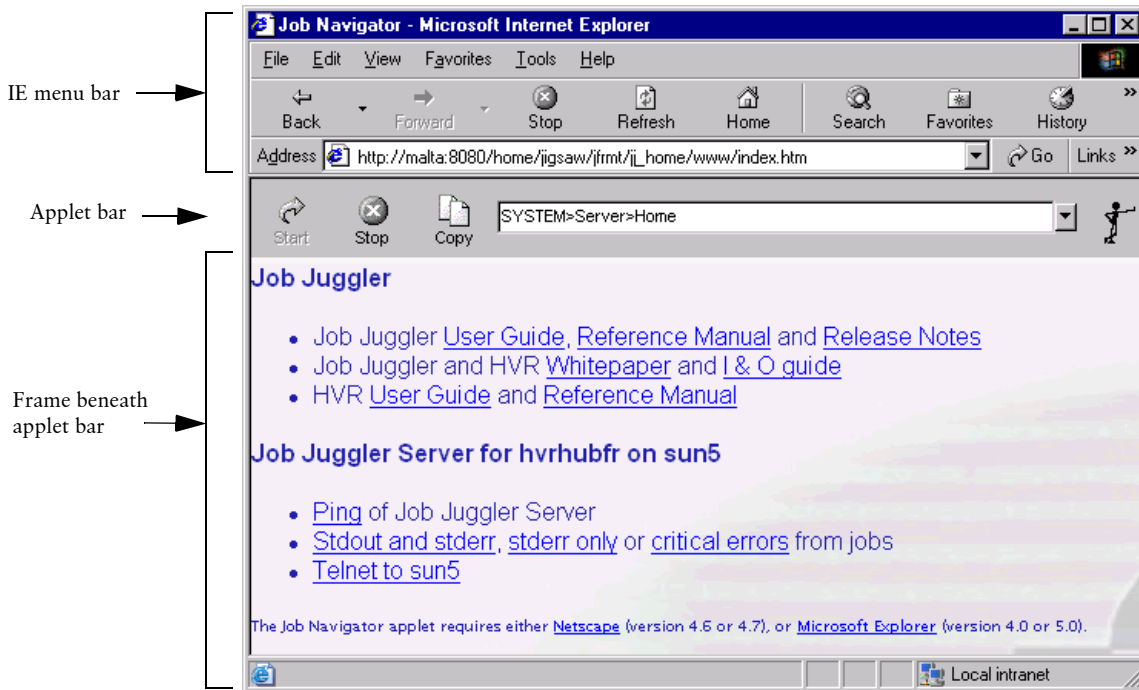 Job Navigator - Microsoft Internet Explorer
File Edit View Favorites Tools Help
IE menu bar
Back Forward Stop Refresh Home Search Favorites History »
Address http://malta:8080/home/jigsaw/jfrmt/jj_home/www/index.htm Go Links »
Applet bar
SYSTEM>Server>Home
Start Stop Copy
Job Juggler
• Job Juggler User Guide, Reference Manual and Release Notes
• Job Juggler and HVR Whitepaper and I & O guide
• HVR User Guide and Reference Manual
Frame beneath
applet bar
Job Juggler Server for hvrhubfr on sun5
• Ping of Job Juggler Server
• Stdout and stderr, stderr only or critical errors from jobs
• Telnet to sun5
The Job Navigator applet requires either Netscape (version 4.6 or 4.7), or Microsoft Explorer (version 4.0 or 5.0).
Local intranet